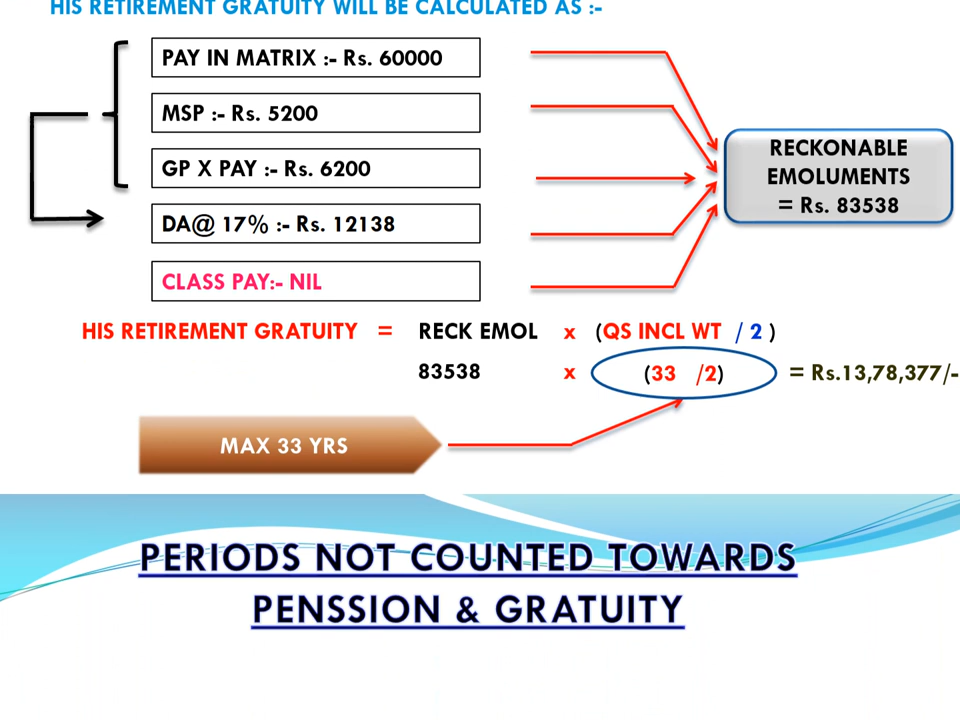 HIS RETIREMENT GRATUITY WILL BE CALCULATED AS :-
PAY IN MATRIX :- Rs. 60000
MSP :- Rs. 5200
GP X PAY :- Rs. 6200
DA@ 17% :- Rs. 12138
CLASS PAY:- NIL
RECKONABLE
EMOLUMENTS
= Rs. 83538
HIS RETIREMENT GRATUITY = RECK EMOL x (QS INCL WT / 2 )
83538 x (33 /2) = Rs.13,78,377/-
MAX 33 YRS
PERIODS NOT COUNTED TOWARDS
PENSSION & GRATUITY